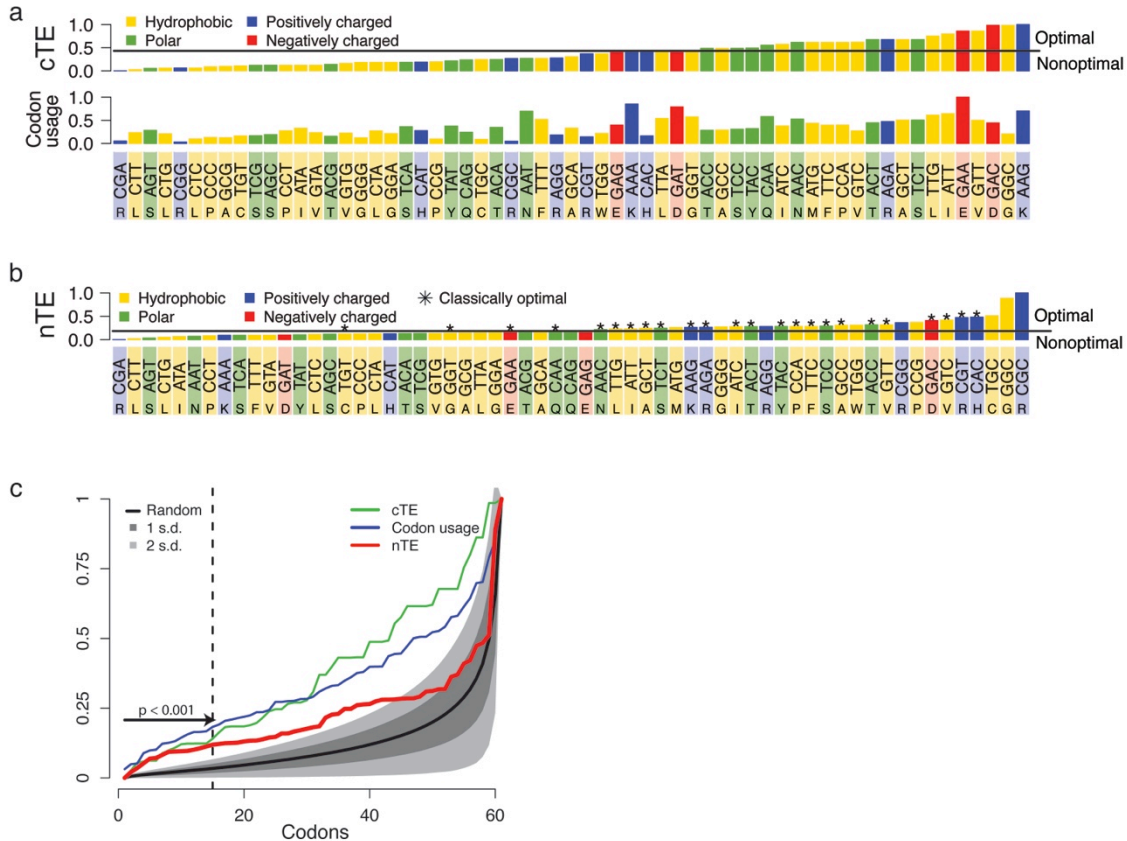 a
Hydrophobic
Positively charged
Polar
Negatively charged
cTE
1.0
0.5
0.0
Optimal
Nonoptimal
Codon usage
1.0
0.5
0.0
CGA CTT AGT CTG CGG CTC CCC GCG TGT TCG AGC CCT ATA GTA ACG GTG GGG CTA GGA TCA CAT CCG TAT CAG TGC ACA CGC AAT TTT AGG GCA CGT TGG GAG AAA CAC TTA GAT GGT ACC GCC TCC TAC CAA ATC AAC ATG TTC CCA GTC ACT AGA GCT TCT TTG ATT GAA GTT GAC GGC AAG
R L S L R L P A C S S P I V T V G L G S H P Y Q C T R N F R A R W E K H L D G T A S Y Q I N M F P V T R A S L I E V D G K
b
Hydrophobic
Positively charged
* Classically optimal
Polar
Negatively charged
nTE
1.0
0.5
0.0
Optimal
Nonoptimal
* * * * * * * * * * * * * * * * * * * * * * * *
CGA CTT AGT CTG ATA AAT CCT AAA TCA TTT GTA GAT TAT CTC AGC TGT CCC CTA CAT ACA TCG GTG GGT GCG TTA GGA GAA ACG GCA CAA CAG GAG AAC TTG ATT GCT TCT ATG AAG AGA GGG ATC ACT AGG TAC CCA TTC TCC GCC TGG ACC GTT CGG CCG GAC GTC CGT CAC TGC GGC CGC
R L S L I N P K S F V D Y L S C P L H T S V G A L G E T A Q Q E N L I A S M K R G I T R Y P F S A W T V R P D V R H C G R
c
Random
1 s.d.
2 s.d.
cTE
Codon usage
nTE
p < 0.001
1
0.75
0.5
0.25
0
0 20 40 60
Codons